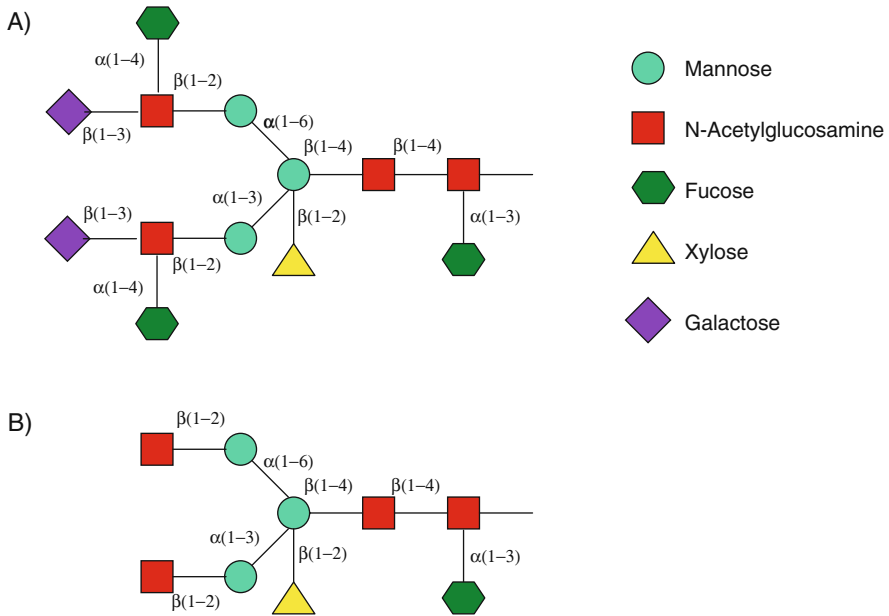 A)
α(1–4)
β(1–2)
β(1–3)
α(1–6)
β(1–4)
β(1–4)
β(1–3)
α(1–3)
β(1–2)
β(1–2)
α(1–3)
α(1–4)
Mannose
N-Acetylglucosamine
Fucose
Xylose
Galactose
B)
β(1–2)
α(1–6)
β(1–4)
β(1–4)
α(1–3)
β(1–2)
α(1–3)
β(1–2)